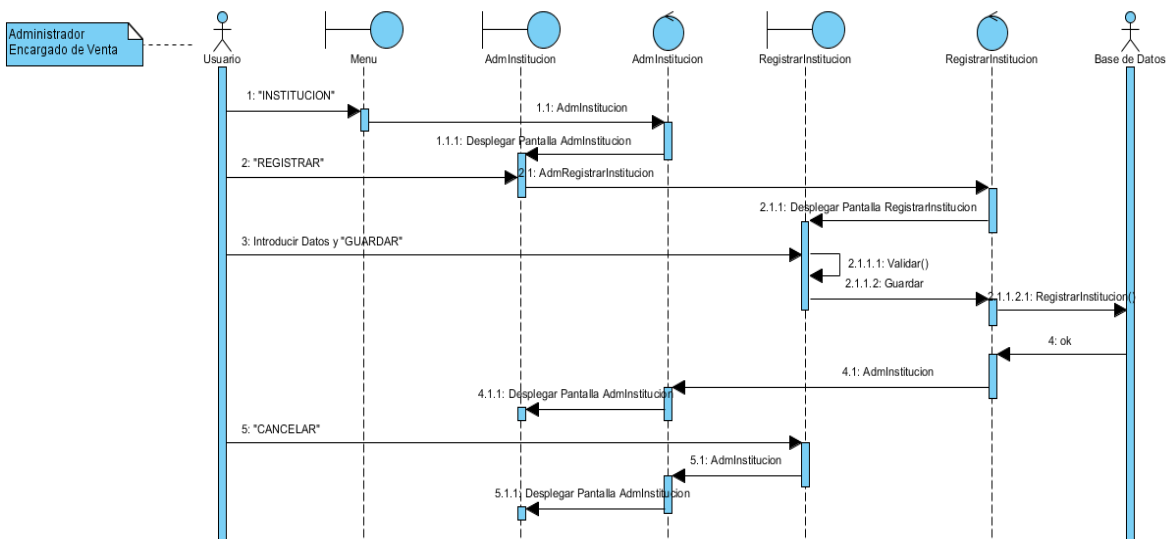 Administrador
Encargado de Venta
Usuario
Menu
AdmInstitucion
AdmInstitucion
RegistrarInstitucion
RegistrarInstitucion
Base de Datos
1: "INSTITUCION"
1.1: AdmInstitucion
1.1.1: Desplegar Pantalla AdmInstitucion
2: "REGISTRAR"
2.1: AdmRegistrarInstitucion
2.1.1: Desplegar Pantalla RegistrarInstitucion
3: Introducir Datos y "GUARDAR"
2.1.1.1: Validar()
2.1.1.2: Guardar
2.1.1.2.1: RegistrarInstitucion()
4: ok
4.1: AdmInstitucion
4.1.1: Desplegar Pantalla AdmInstitucion
5: "CANCELAR"
5.1: AdmInstitucion
5.1.1: Desplegar Pantalla AdmInstitucion